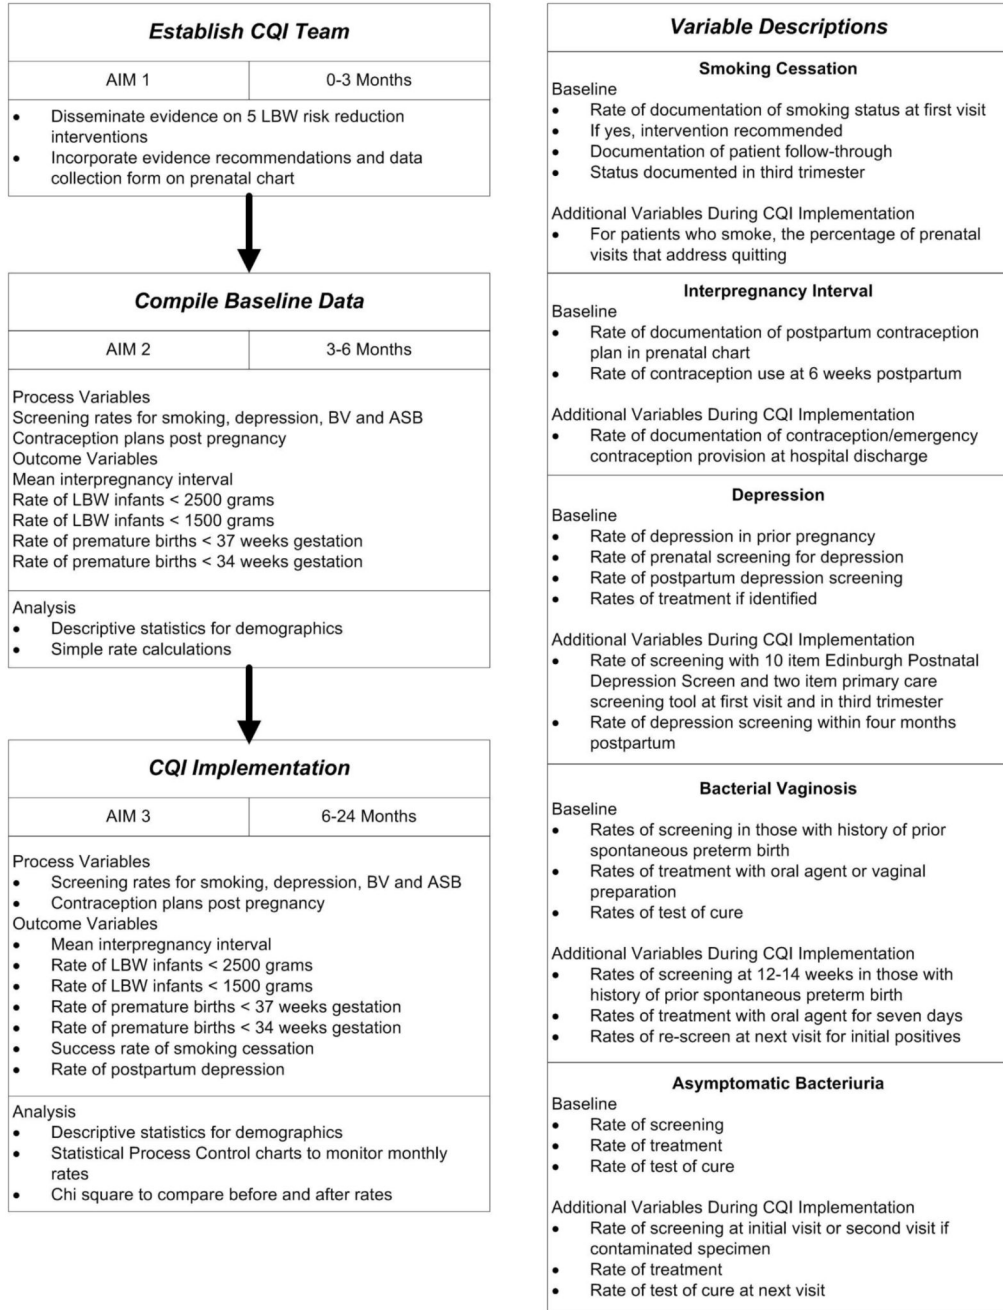 Establish CQI Team
AIM 1
0-3 Months
• Disseminate evidence on 5 LBW risk reduction
interventions
• Incorporate evidence recommendations and data
collection form on prenatal chart
Compile Baseline Data
AIM 2
3-6 Months
Process Variables
Screening rates for smoking, depression, BV and ASB
Contraception plans post pregnancy
Outcome Variables
Mean interpregnancy interval
Rate of LBW infants < 2500 grams
Rate of LBW infants < 1500 grams
Rate of premature births < 37 weeks gestation
Rate of premature births < 34 weeks gestation
Analysis
• Descriptive statistics for demographics
• Simple rate calculations
CQI Implementation
AIM 3
6-24 Months
Process Variables
• Screening rates for smoking, depression, BV and ASB
• Contraception plans post pregnancy
Outcome Variables
• Mean interpregnancy interval
• Rate of LBW infants < 2500 grams
• Rate of LBW infants < 1500 grams
• Rate of premature births < 37 weeks gestation
• Rate of premature births < 34 weeks gestation
• Success rate of smoking cessation
• Rate of postpartum depression
Analysis
• Descriptive statistics for demographics
• Statistical Process Control charts to monitor monthly
rates
• Chi square to compare before and after rates
Variable Descriptions
Smoking Cessation
Baseline
• Rate of documentation of smoking status at first visit
• If yes, intervention recommended
• Documentation of patient follow-through
• Status documented in third trimester
Additional Variables During CQI Implementation
• For patients who smoke, the percentage of prenatal
visits that address quitting
Interpregnancy Interval
Baseline
• Rate of documentation of postpartum contraception
plan in prenatal chart
• Rate of contraception use at 6 weeks postpartum
Additional Variables During CQI Implementation
• Rate of documentation of contraception/emergency
contraception provision at hospital discharge
Depression
Baseline
• Rate of depression in prior pregnancy
• Rate of prenatal screening for depression
• Rate of postpartum depression screening
• Rates of treatment if identified
Additional Variables During CQI Implementation
• Rate of screening with 10 item Edinburgh Postnatal
Depression Screen and two item primary care
screening tool at first visit and in third trimester
• Rate of depression screening within four months
postpartum
Bacterial Vaginosis
Baseline
• Rates of screening in those with history of prior
spontaneous preterm birth
• Rates of treatment with oral agent or vaginal
preparation
• Rates of test of cure
Additional Variables During CQI Implementation
• Rates of screening at 12-14 weeks in those with
history of prior spontaneous preterm birth
• Rates of treatment with oral agent for seven days
• Rates of re-screen at next visit for initial positives
Asymptomatic Bacteriuria
Baseline
• Rate of screening
• Rate of treatment
• Rate of test of cure
Additional Variables During CQI Implementation
• Rate of screening at initial visit or second visit if
contaminated specimen
• Rate of treatment
• Rate of test of cure at next visit